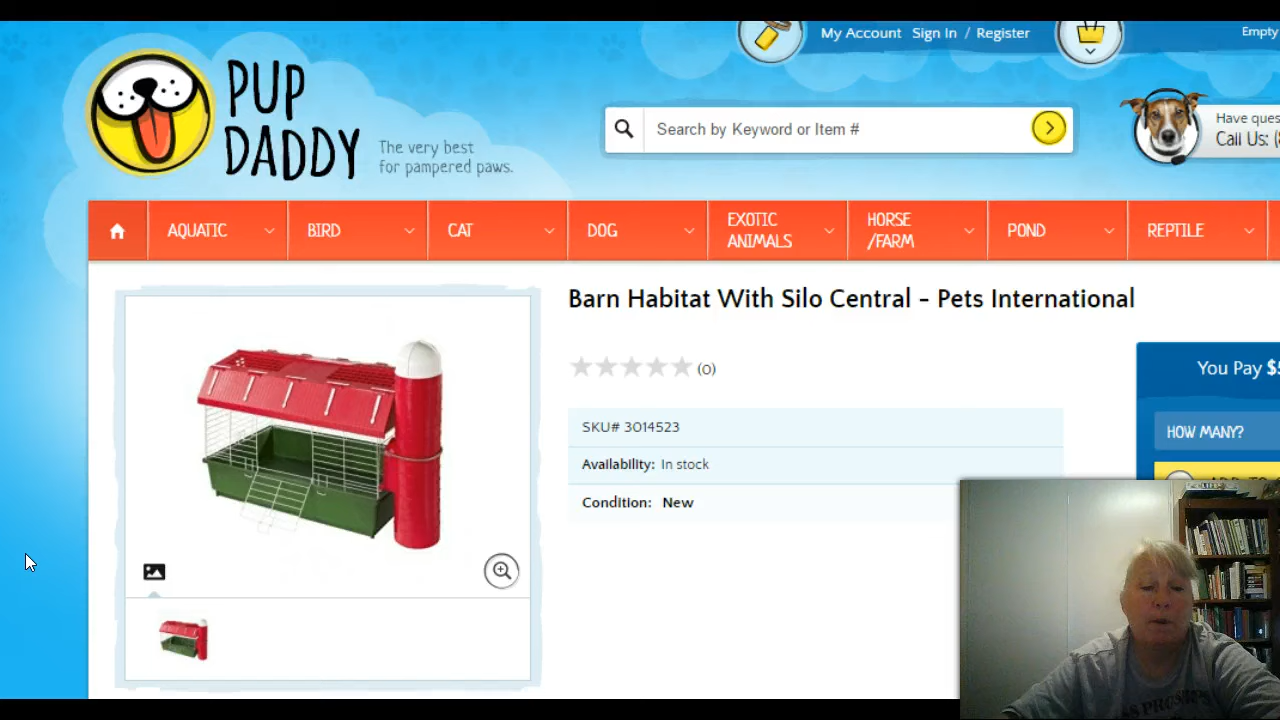 My Account Sign In / Register
Empty
PUP
DADDY
The very best
for pampered paws.
Search by Keyword or Item #
Have ques
Call Us: (
AQUATIC
BIRD
CAT
DOG
EXOTIC
ANIMALS
HORSE
/FARM
POND
REPTILE
Barn Habitat With Silo Central - Pets International
(0)
You Pay $
SKU# 3014523
HOW MANY?
Availability: In stock
Condition: New